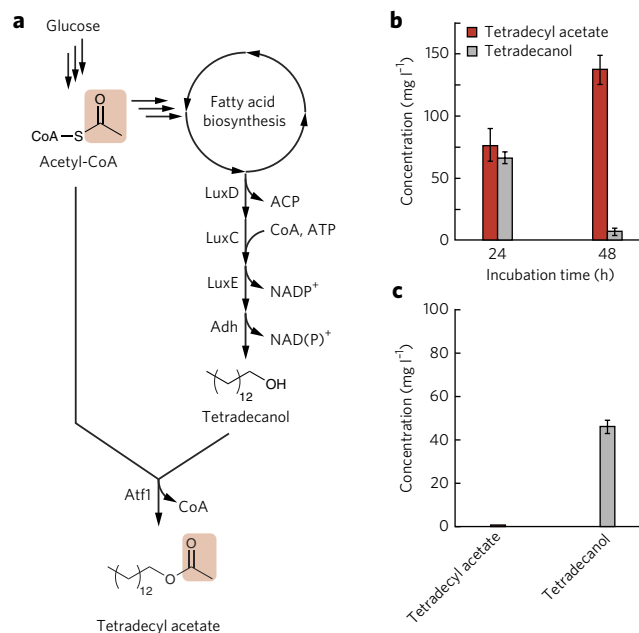 a
Glucose
O
CoA—S
Acetyl-CoA
Fatty acid
biosynthesis
LuxD
ACP
LuxC
CoA, ATP
LuxE
NADP+
Adh
NAD(P)+
12
OH
Tetradecanol
Atf1
CoA
O
12
O
Tetradecyl acetate
b
Tetradecyl acetate
Tetradecanol
Concentration (mg l−1)
150
100
50
0
24
48
Incubation time (h)
c
Concentration (mg l−1)
100
80
60
40
20
0
Tetradecyl acetate
Tetradecanol